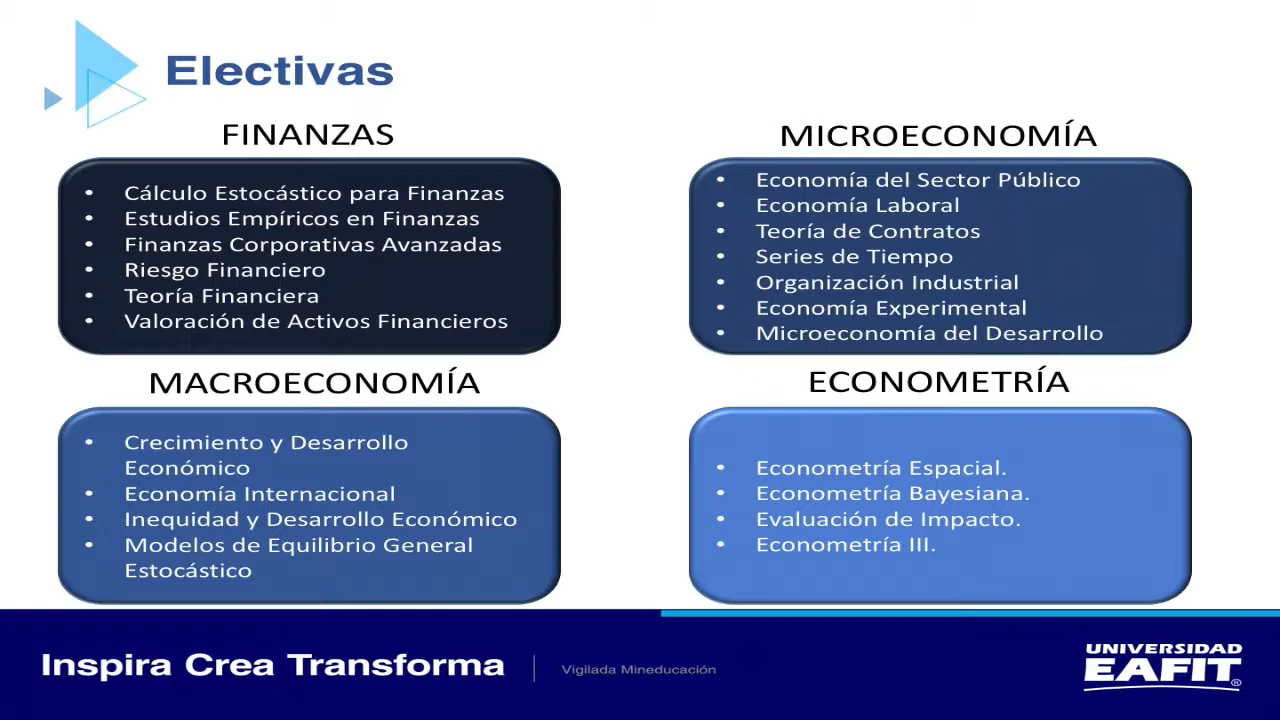 Electivas
FINANZAS
• Cálculo Estocástico para Finanzas
• Estudios Empíricos en Finanzas
• Finanzas Corporativas Avanzadas
• Riesgo Financiero
• Teoría Financiera
• Valoración de Activos Financieros
MICROECONOMÍA
• Economía del Sector Público
• Economía Laboral
• Teoría de Contratos
• Series de Tiempo
• Organización Industrial
• Economía Experimental
• Microeconomía del Desarrollo
MACROECONOMÍA
• Crecimiento y Desarrollo
Económico
• Economía Internacional
• Inequidad y Desarrollo Económico
• Modelos de Equilibrio General
Estocástico
ECONOMETRÍA
• Econometría Espacial.
• Econometría Bayesiana.
• Evaluación de Impacto.
• Econometría III.
Inspira Crea Transforma
Vigilada Mineducación
UNIVERSIDAD
EAFIT®